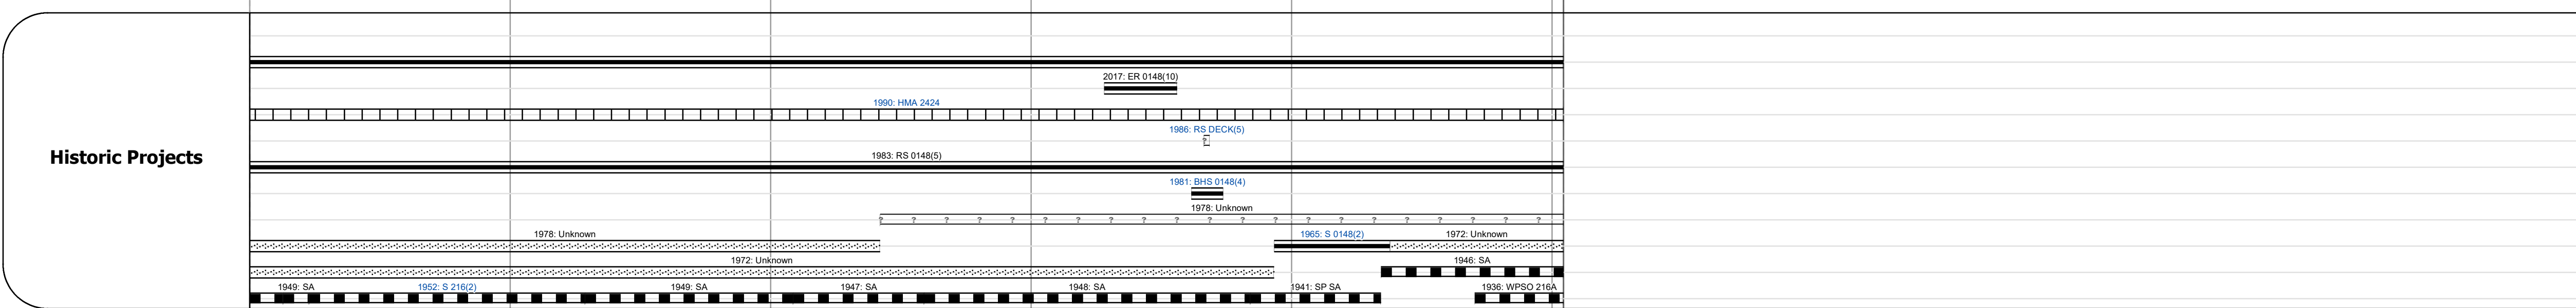 2017: ER 0148(10)
1990: HMA 2424
1986: RS DECK(5)
?
Historic Projects
1983: RS 0148(5)
1981: BHS 0148(4)
1978: Unknown
? ? ? ? ? ? ? ? ? ? ? ? ? ? ? ? ? ? ? ? ?
1978: Unknown 1965: S 0148(2) 1972: Unknown
1972: Unknown 1946: SA
1949: SA 1952: S 216(2) 1949: SA 1947: SA 1948: SA 1941: SP SA 1936: WPSO 216A